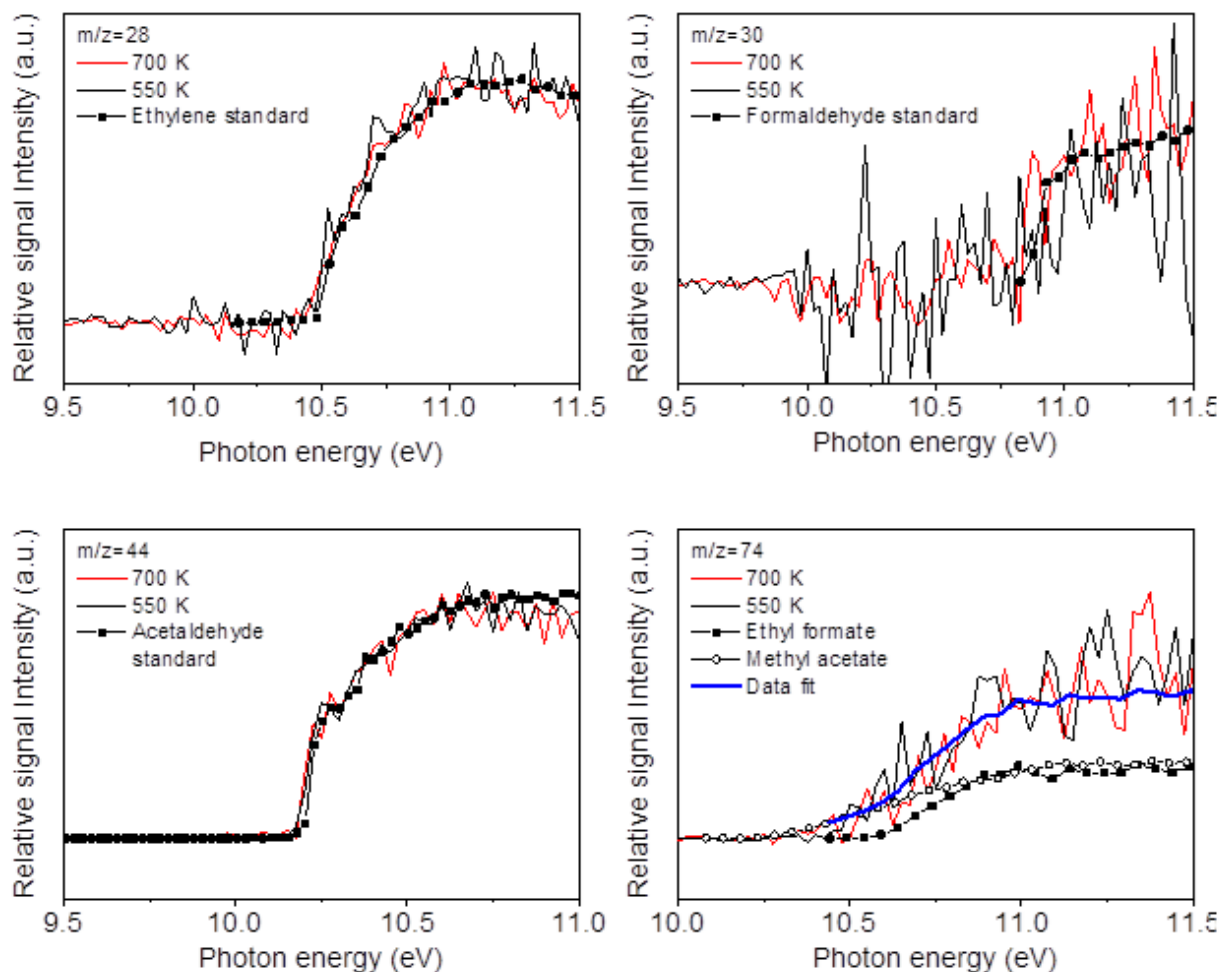 Relative signal Intensity (a.u.)
m/z=28
700 K
550 K
Ethylene standard
9.5 10.0 10.5 11.0 11.5
Photon energy (eV)
Relative signal Intensity (a.u.)
m/z=30
700 K
550 K
Formaldehyde standard
9.5 10.0 10.5 11.0 11.5
Photon energy (eV)
Relative signal Intensity (a.u.)
m/z=44
700 K
550 K
Acetaldehyde
standard
9.5 10.0 10.5 11.0
Photon energy (eV)
Relative signal Intensity (a.u.)
m/z=74
700 K
550 K
Ethyl formate
Methyl acetate
Data fit
10.0 10.5 11.0 11.5
Photon energy (eV)